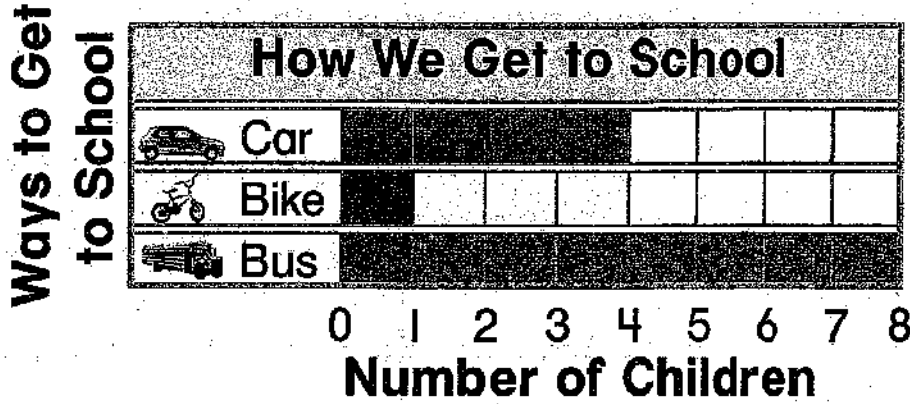 Ways to Get
to School
How We Get to School
Car
Bike
Bus
0 1 2 3 4 5 6 7 8
Number of Children